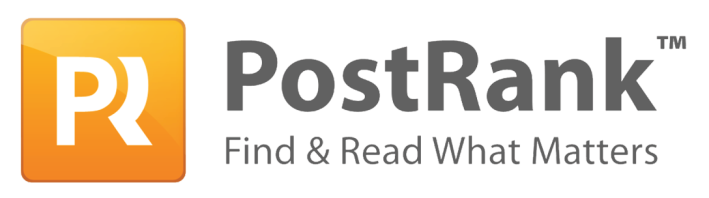 PR
PostRank™
Find & Read What Matters